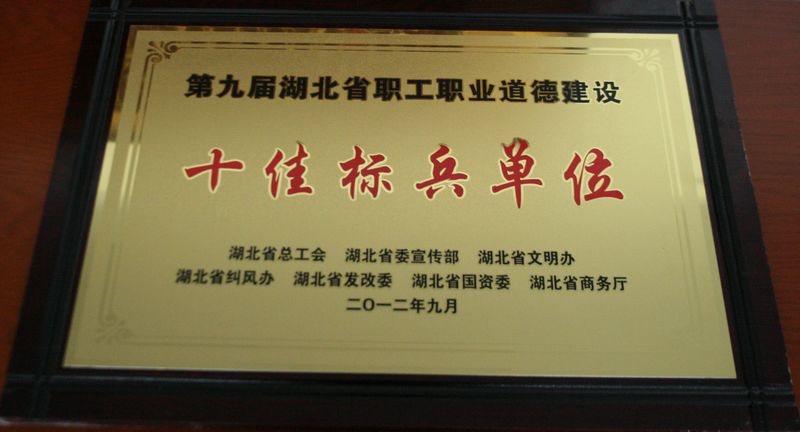 第九届湖北省职工职业道德建设
十佳标兵单位
湖北省总工会 湖北省委宣传部 湖北省文明办
湖北省纠风办 湖北省发改委 湖北省国资委 湖北省商务厅
二〇一二年九月